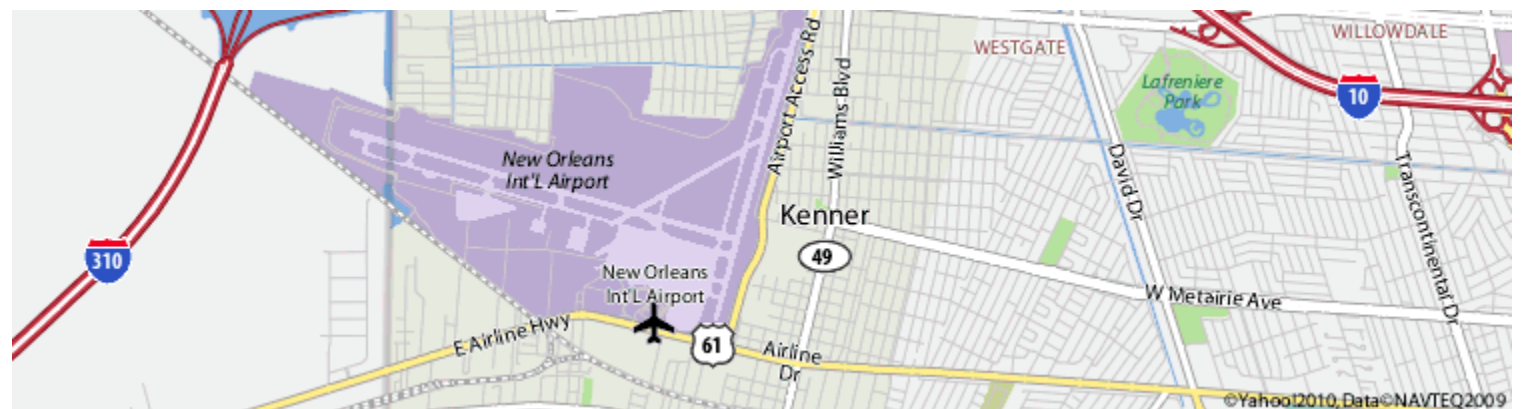 WESTGATE
WILLOWDALE
Lafreniere
Park
10
Airport Access Rd
Williams Blvd
New Orleans
Int'L Airport
David Dr
Transcontinental Dr
Kenner
49
310
New Orleans
Int'L Airport
W Metairie Ave
E Airline Hwy
61
Airline
Dr
©Yahoo!2010,Data©NAVTEQ2009